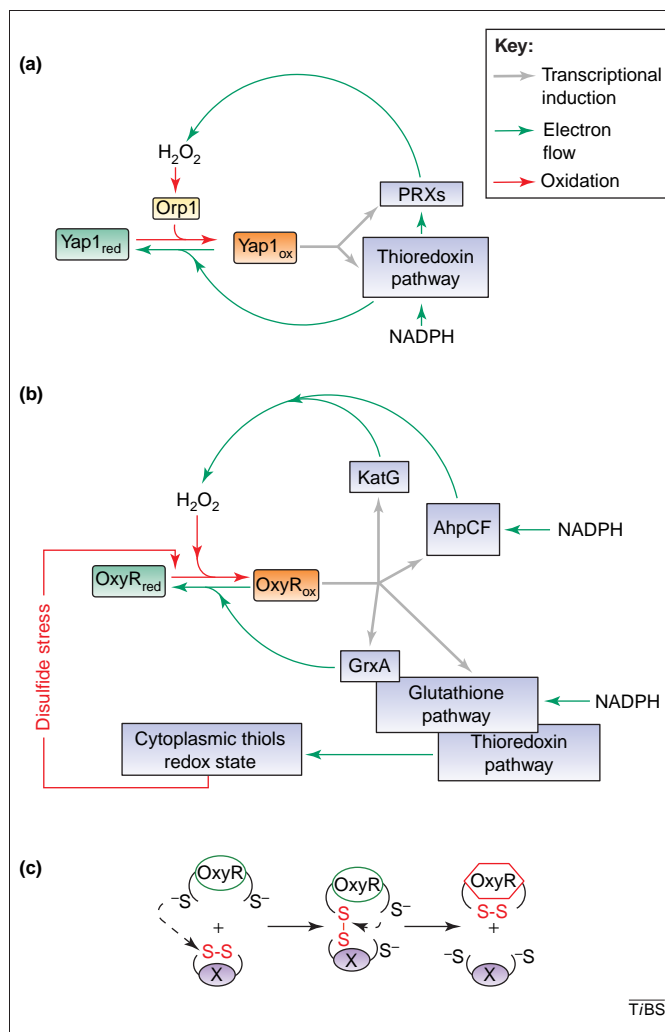 (a)
Key:
Transcriptional
induction
Electron
flow
Oxidation
H₂O₂
Orp1
PRXs
Yap1red
Yap1ox
Thioredoxin
pathway
NADPH
(b)
KatG
H₂O₂
AhpCF
NADPH
OxyRred
OxyRox
Disulfide stress
GrxA
Glutathione
pathway
NADPH
Cytoplasmic thiols
redox state
Thioredoxin
pathway
(c)
OxyR
OxyR
OxyR
⁻S
S⁻
S
S⁻
S-S
+
S
S⁻
+
S-S
⁻S
S⁻
X
X
X
TiBS